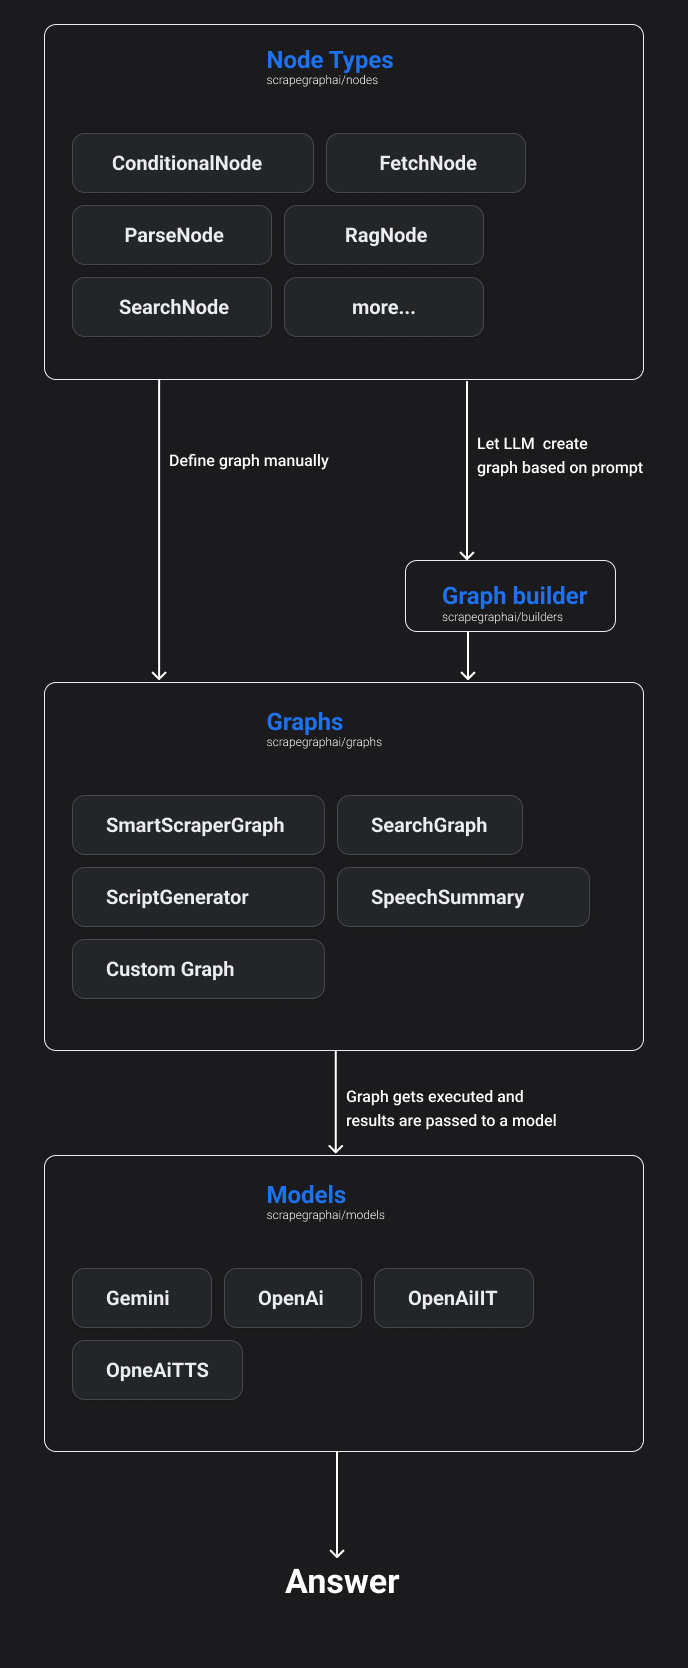 Node Types
scrapegraphai/nodes
ConditionalNode
FetchNode
ParseNode
RagNode
SearchNode
more...
Define graph manually
Let LLM create
graph based on prompt
Graph builder
scrapegraphai/builders
Graphs
scrapegraphai/graphs
SmartScraperGraph
SearchGraph
ScriptGenerator
SpeechSummary
Custom Graph
Graph gets executed and
results are passed to a model
Models
scrapegraphai/models
Gemini
OpenAi
OpenAiIIT
OpneAiTTS
Answer